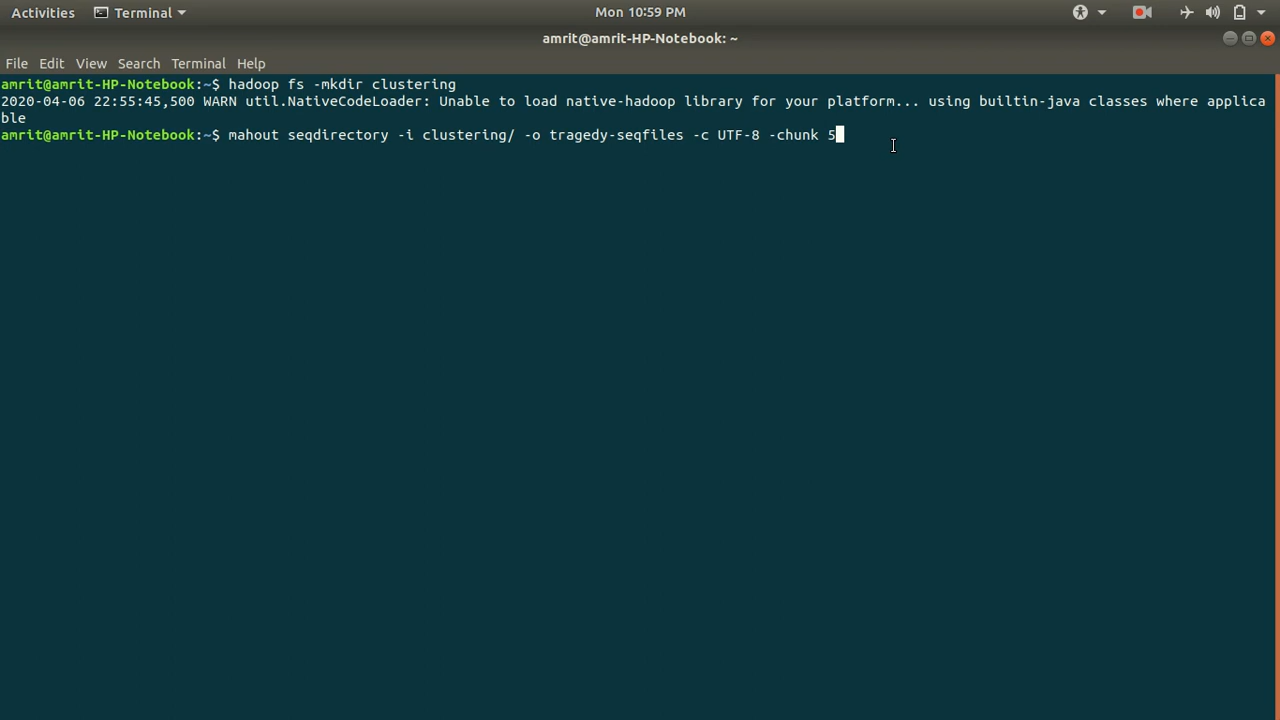 Activities Terminal Mon 10:59 PM
amrit@amrit-HP-Notebook: ~
File Edit View Search Terminal Help
amrit@amrit-HP-Notebook:~$ hadoop fs -mkdir clustering
2020-04-06 22:55:45,500 WARN util.NativeCodeLoader: Unable to load native-hadoop library for your platform... using builtin-java classes where applica
ble
amrit@amrit-HP-Notebook:~$ mahout seqdirectory -i clustering/ -o tragedy-seqfiles -c UTF-8 -chunk 5